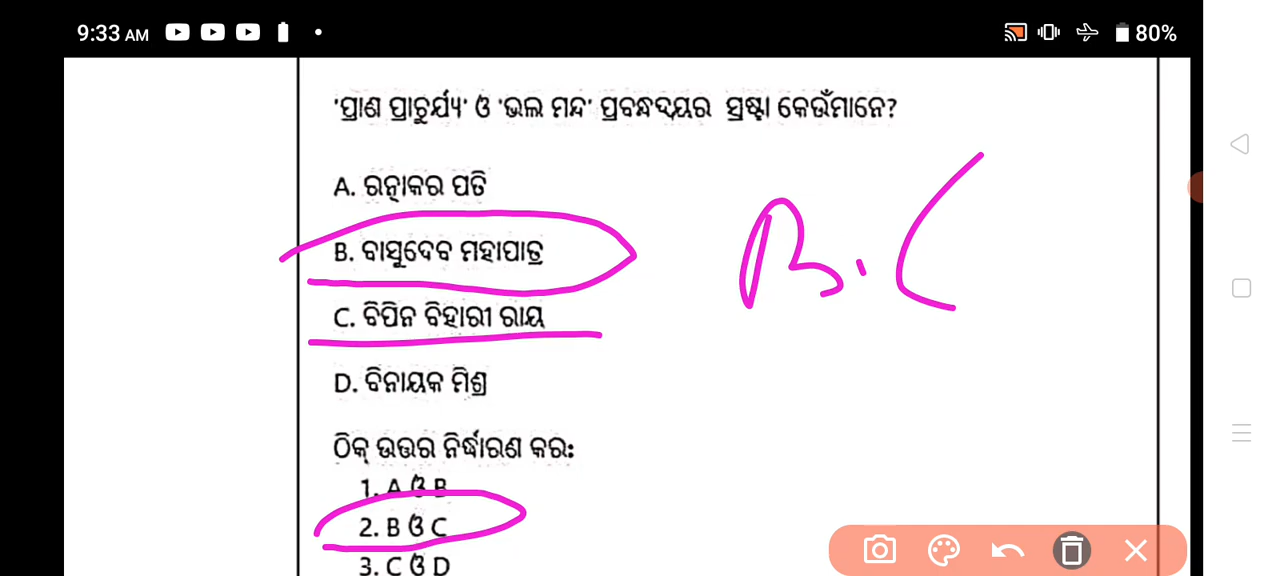 9:33 AM 80%
'ପ୍ରାଣ ପ୍ରାଚୁର୍ଯ୍ୟ' ଓ 'ଭଲ ମନ୍ଦ' ପ୍ରବନ୍ଧଦ୍ୱୟର ସ୍ରଷ୍ଟା କେଉଁମାନେ?
A. ରତ୍ନାକର ପତି
B. ବାସୁଦେବ ମହାପାତ୍ର
B. C
C. ବିପିନ ବିହାରୀ ରାୟ
D. ବିନାୟକ ମିଶ୍ର
ଠିକ୍ ଉତ୍ତର ନିର୍ଦ୍ଧାରଣ କର:
1. A ଓ B
2. B ଓ C
3. C ଓ D